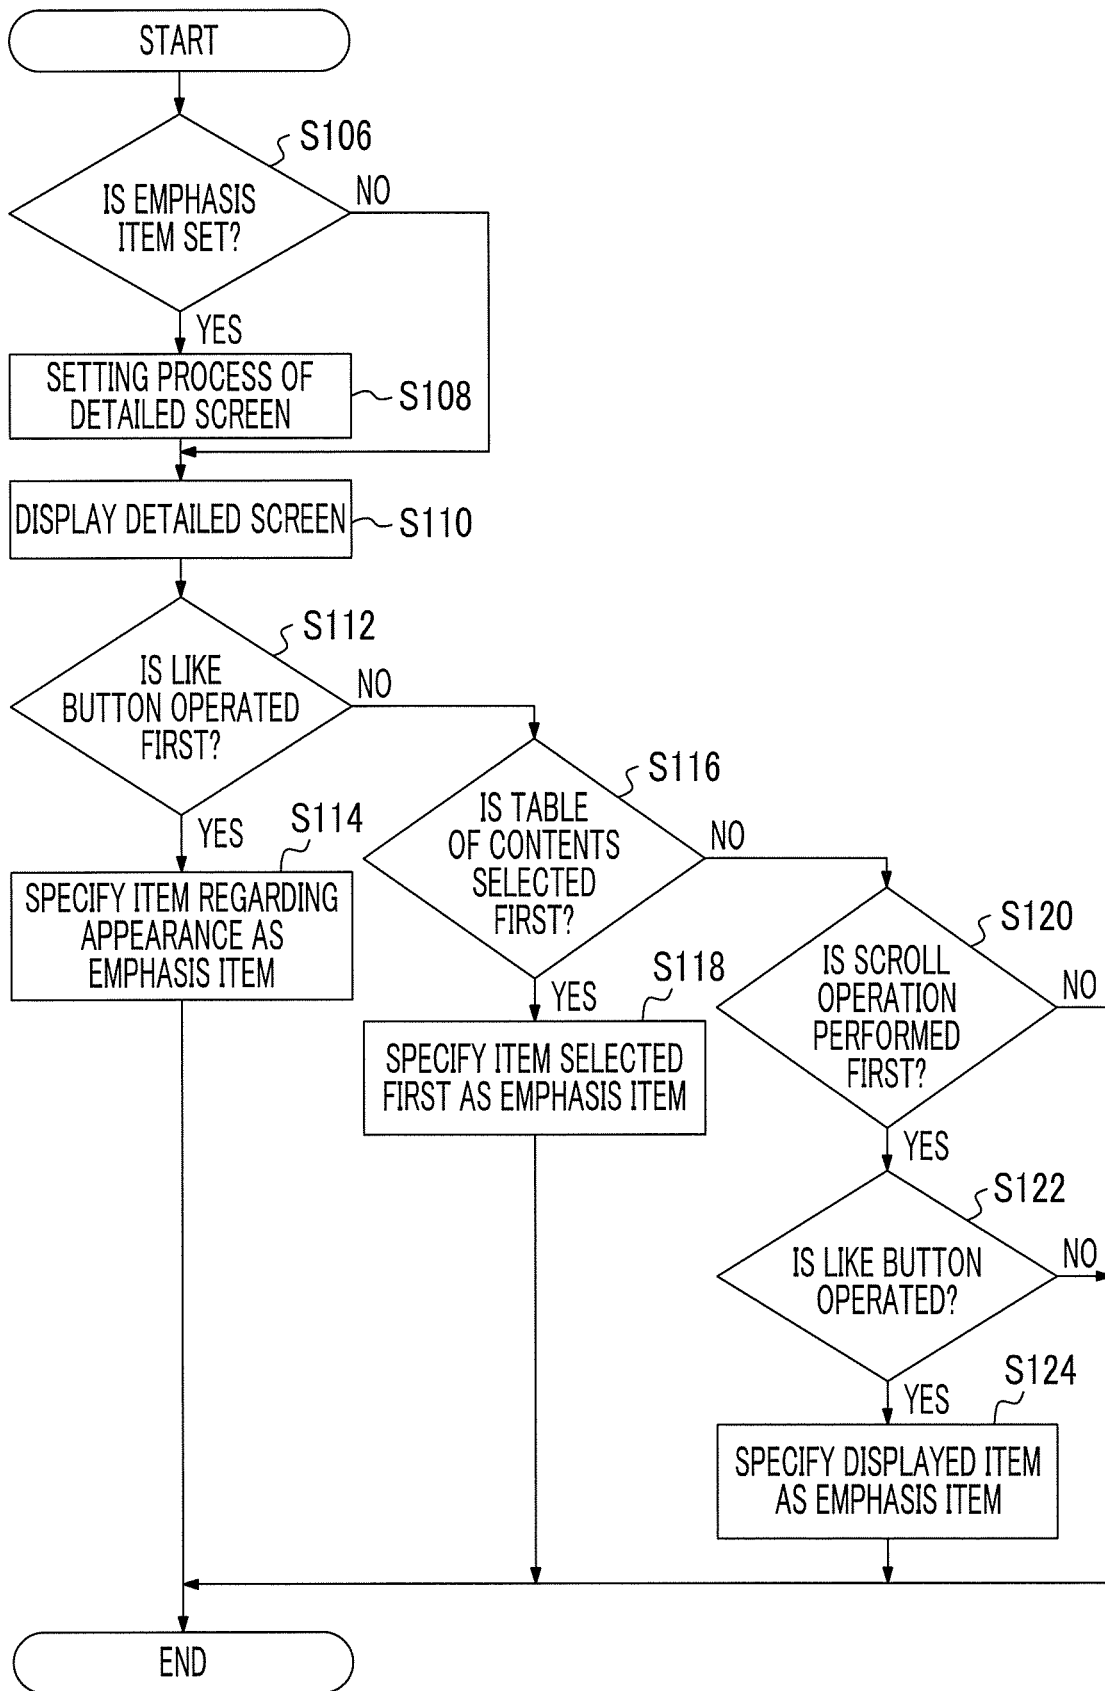 START
S106
IS EMPHASIS
ITEM SET?
NO
YES
SETTING PROCESS OF
DETAILED SCREEN
S108
DISPLAY DETAILED SCREEN
S110
S112
IS LIKE
BUTTON OPERATED
FIRST?
NO
YES
S114
SPECIFY ITEM REGARDING
APPEARANCE AS
EMPHASIS ITEM
S116
IS TABLE
OF CONTENTS
SELECTED
FIRST?
NO
YES
S118
SPECIFY ITEM SELECTED
FIRST AS EMPHASIS ITEM
S120
IS SCROLL
OPERATION
PERFORMED
FIRST?
NO
YES
S122
IS LIKE BUTTON
OPERATED?
NO
YES
S124
SPECIFY DISPLAYED ITEM
AS EMPHASIS ITEM
END